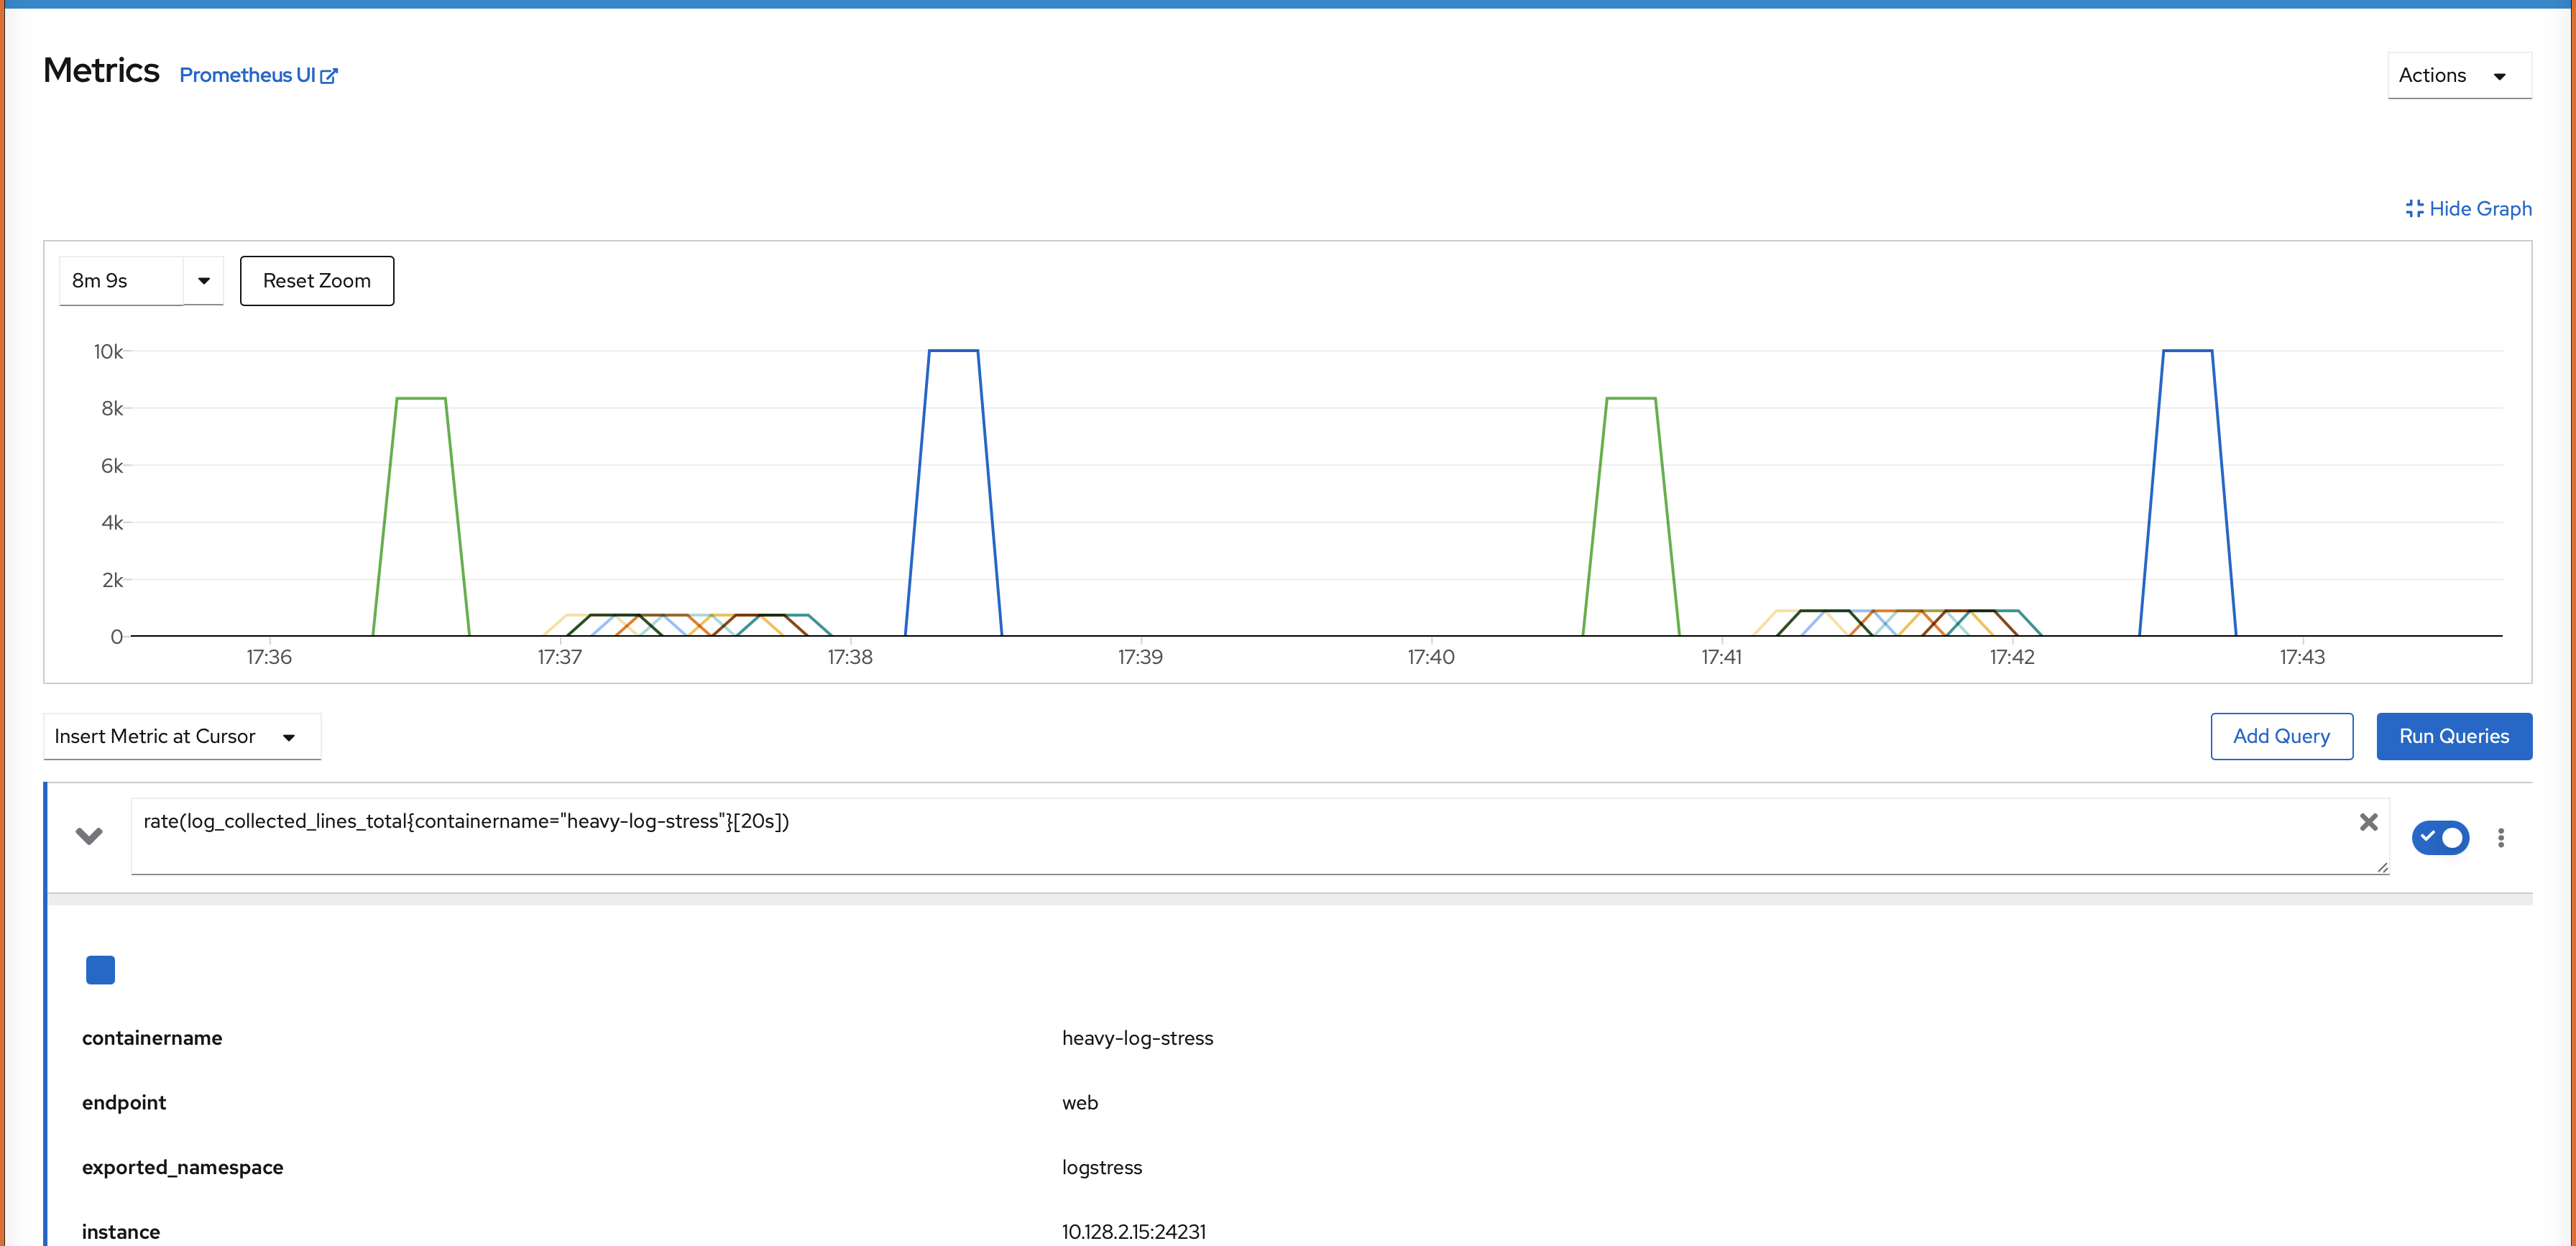 Metrics Prometheus UI
Actions
Hide Graph
8m 9s Reset Zoom
10k
8k
6k
4k
2k
0
17:36 17:37 17:38 17:39 17:40 17:41 17:42 17:43
Insert Metric at Cursor Add Query Run Queries
rate(log_collected_lines_total{containername="heavy-log-stress"}[20s])
containername heavy-log-stress
endpoint web
exported_namespace logstress
instance 10.128.2.15:24231